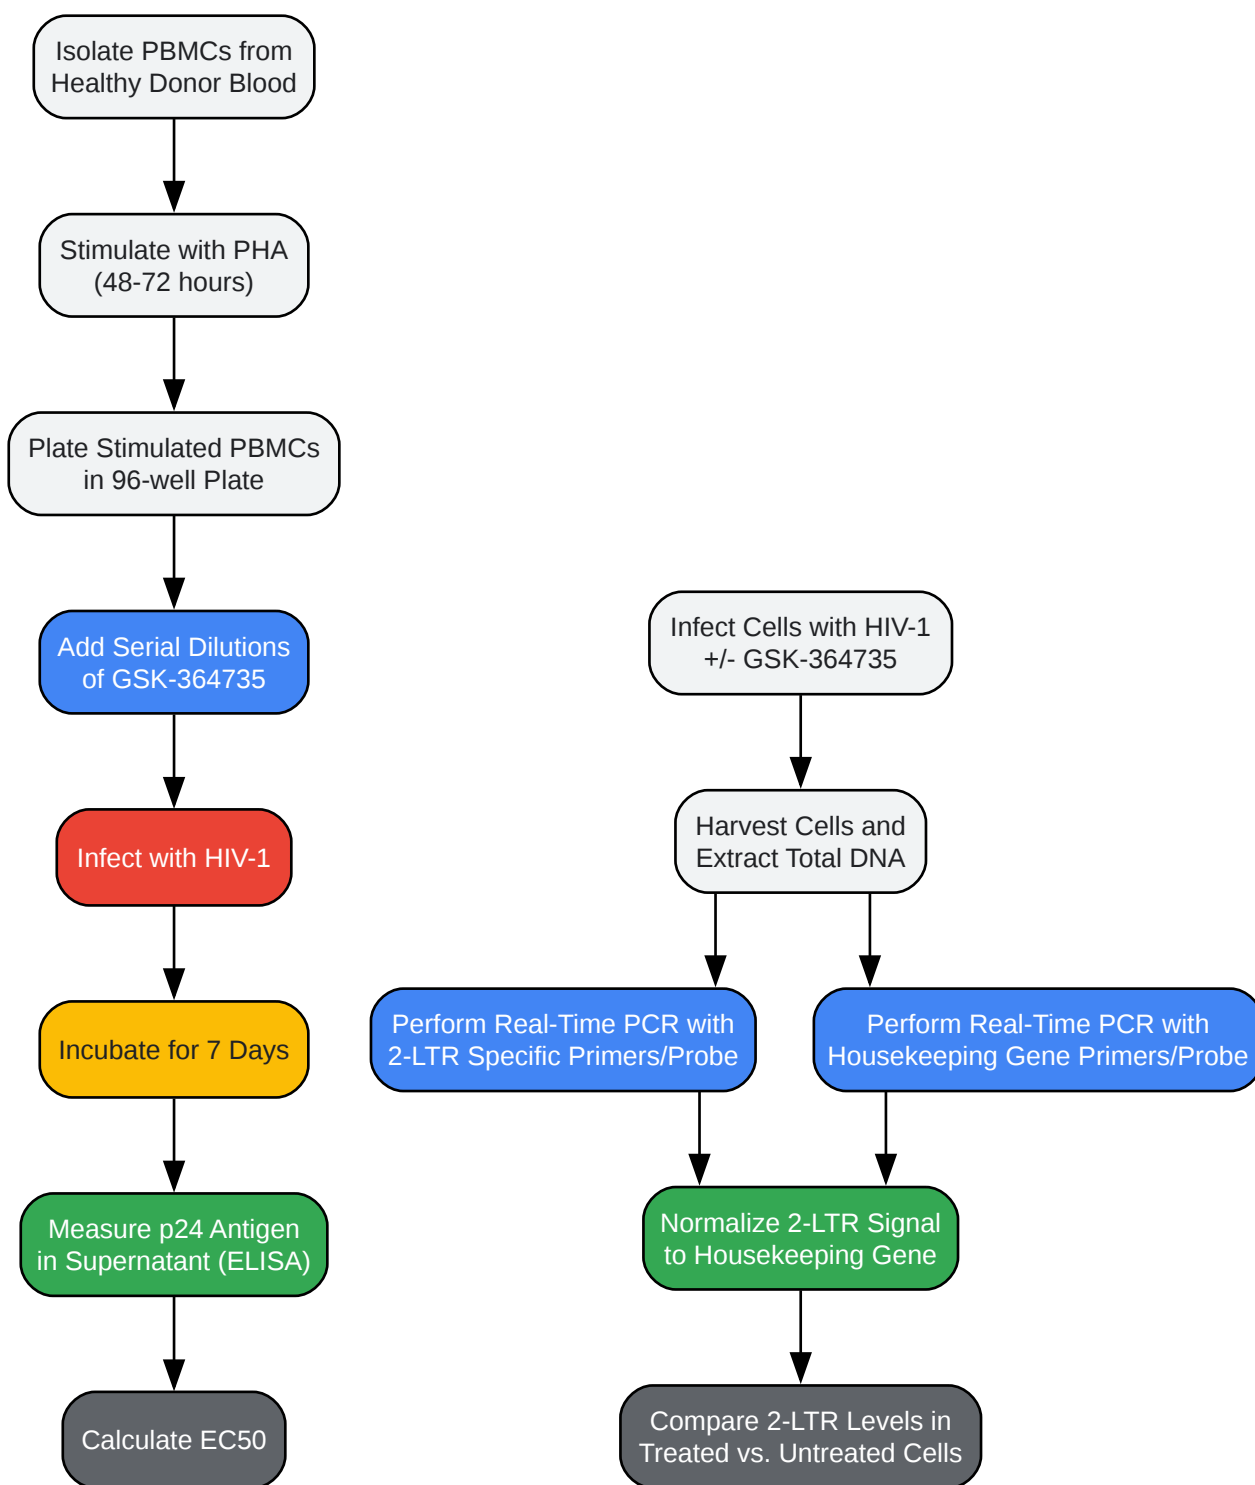 Isolate PBMCs from
Healthy Donor Blood
Stimulate with PHA
(48-72 hours)
Plate Stimulated PBMCs
in 96-well Plate
Add Serial Dilutions
of GSK-364735
Infect with HIV-1
Incubate for 7 Days
Measure p24 Antigen
in Supernatant (ELISA)
Calculate EC50
Infect Cells with HIV-1
+/- GSK-364735
Harvest Cells and
Extract Total DNA
Perform Real-Time PCR with
2-LTR Specific Primers/Probe
Perform Real-Time PCR with
Housekeeping Gene Primers/Probe
Normalize 2-LTR Signal
to Housekeeping Gene
Compare 2-LTR Levels in
Treated vs. Untreated Cells